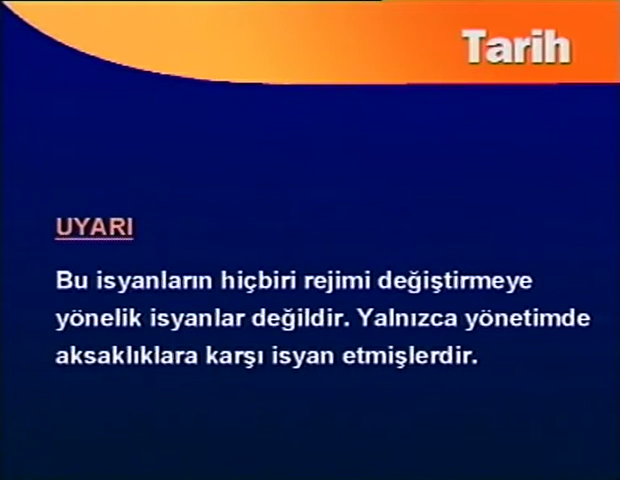 Tarih
UYARI
Bu isyanların hiçbiri rejimi değiştirmeye
yönelik isyanlar değildir. Yalnızca yönetimde
aksaklıklara karşı isyan etmişlerdir.